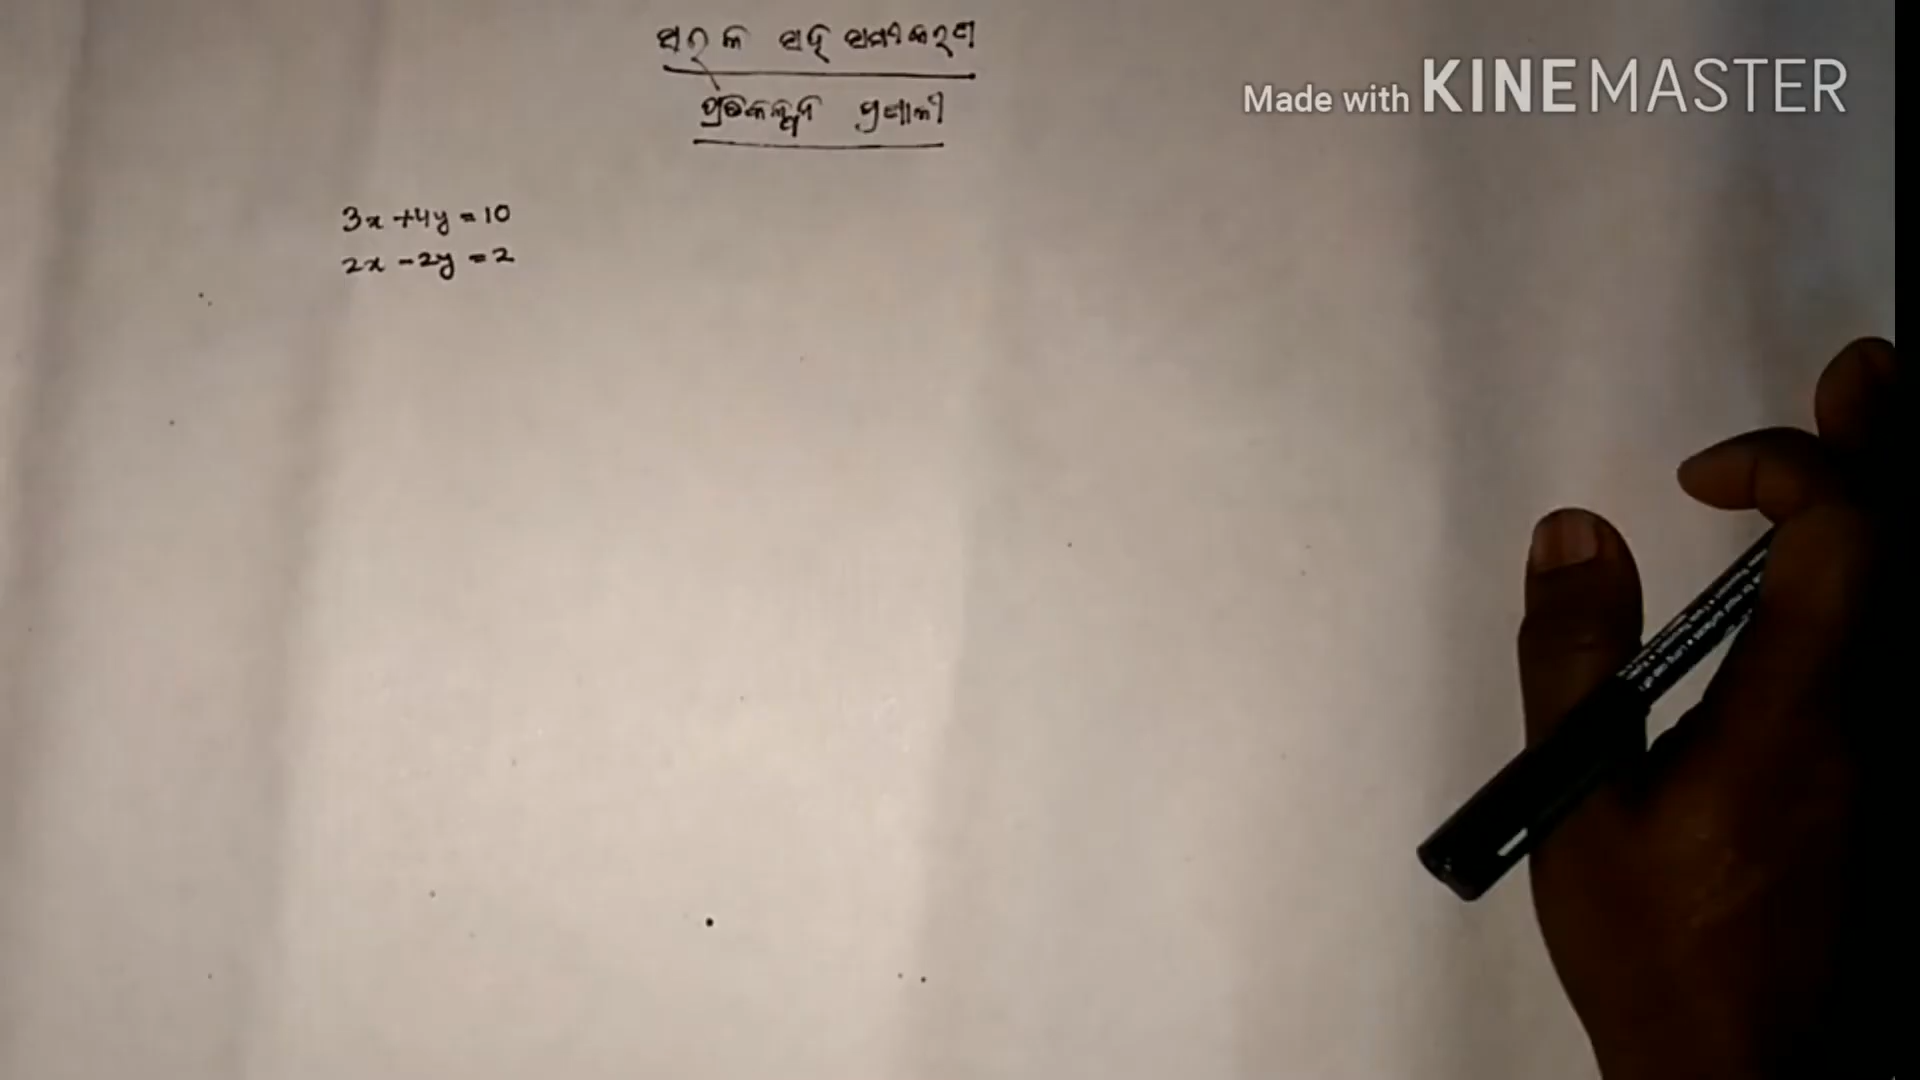 ସରଳ ସହ ସମୀକରଣ
ପ୍ରତିକଳ୍ପନ ପ୍ରଣାଳୀ
Made with KINEMASTER
3x + 4y = 10
2x - 2y = 2